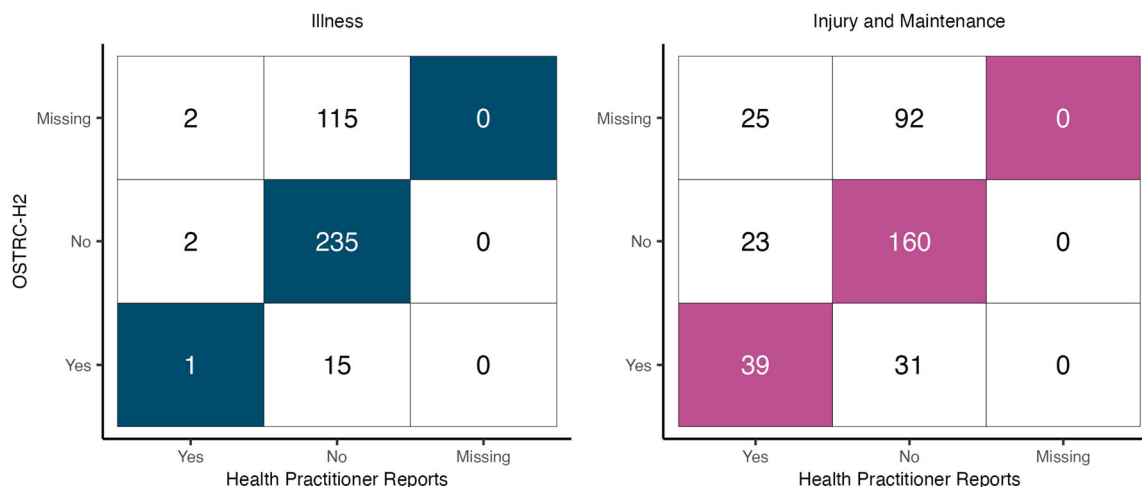 Illness
Injury and Maintenance
OSTRC-H2
Missing
2 115 0
Missing
25 92 0
No
2 235 0
No
23 160 0
Yes
1 15 0
Yes
39 31 0
Yes No Missing
Yes No Missing
Health Practitioner Reports
Health Practitioner Reports